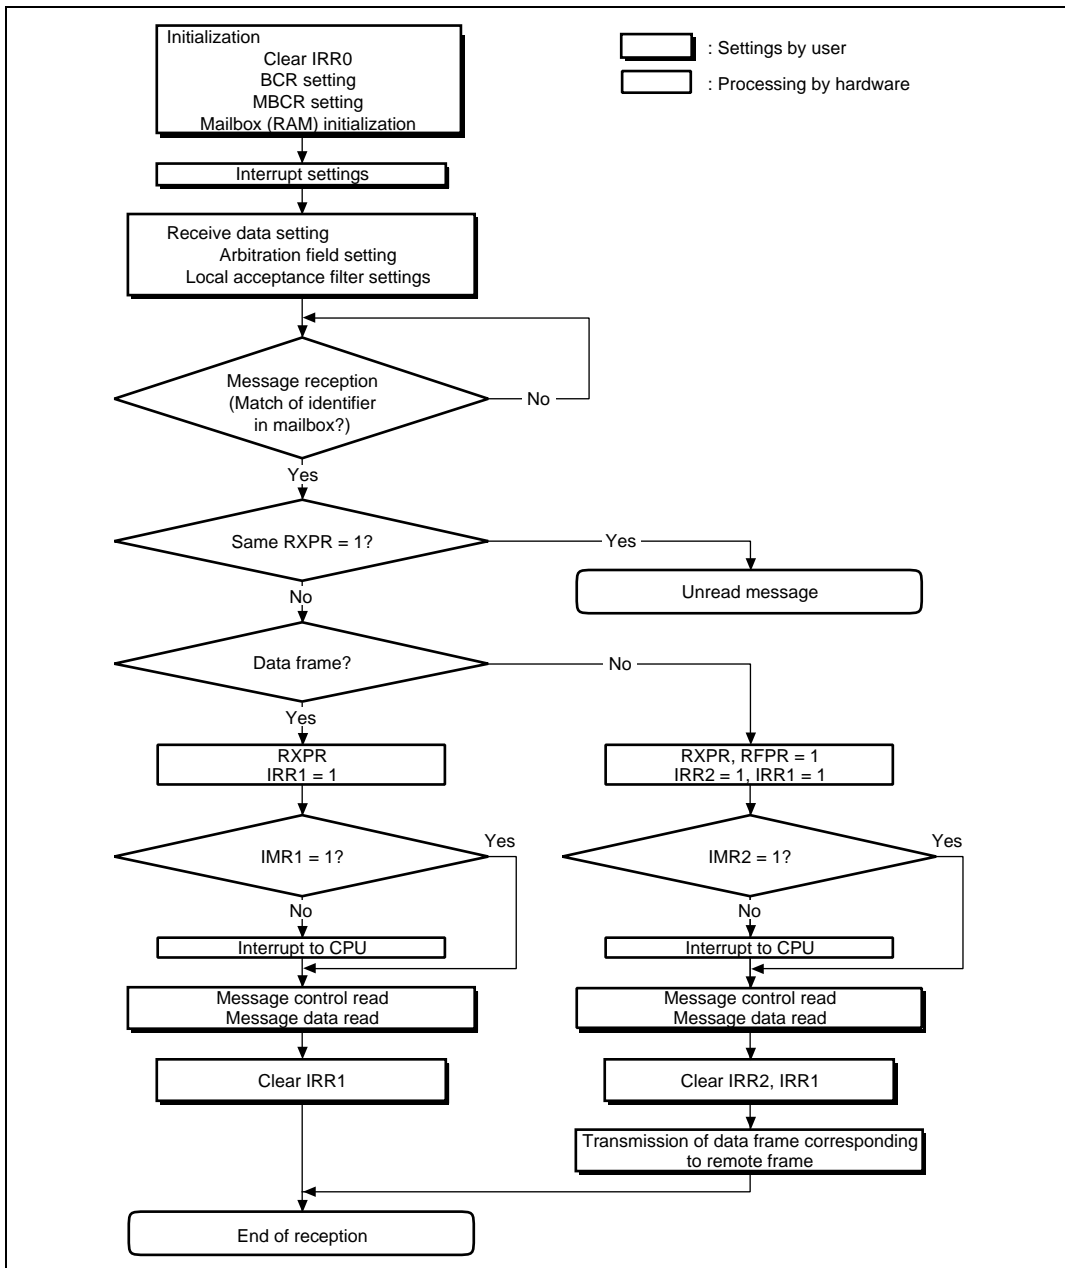 Initialization
Clear IRR0
BCR setting
MBCR setting
Mailbox (RAM) initialization
: Settings by user
: Processing by hardware
Interrupt settings
Receive data setting
Arbitration field setting
Local acceptance filter settings
Message reception
(Match of identifier
in mailbox?)
No
Yes
Same RXPR = 1?
Yes
Unread message
No
Data frame?
No
Yes
RXPR
IRR1 = 1
RXPR, RFPR = 1
IRR2 = 1, IRR1 = 1
IMR1 = 1?
Yes
IMR2 = 1?
Yes
No
No
Interrupt to CPU
Interrupt to CPU
Message control read
Message data read
Message control read
Message data read
Clear IRR1
Clear IRR2, IRR1
Transmission of data frame corresponding
to remote frame
End of reception